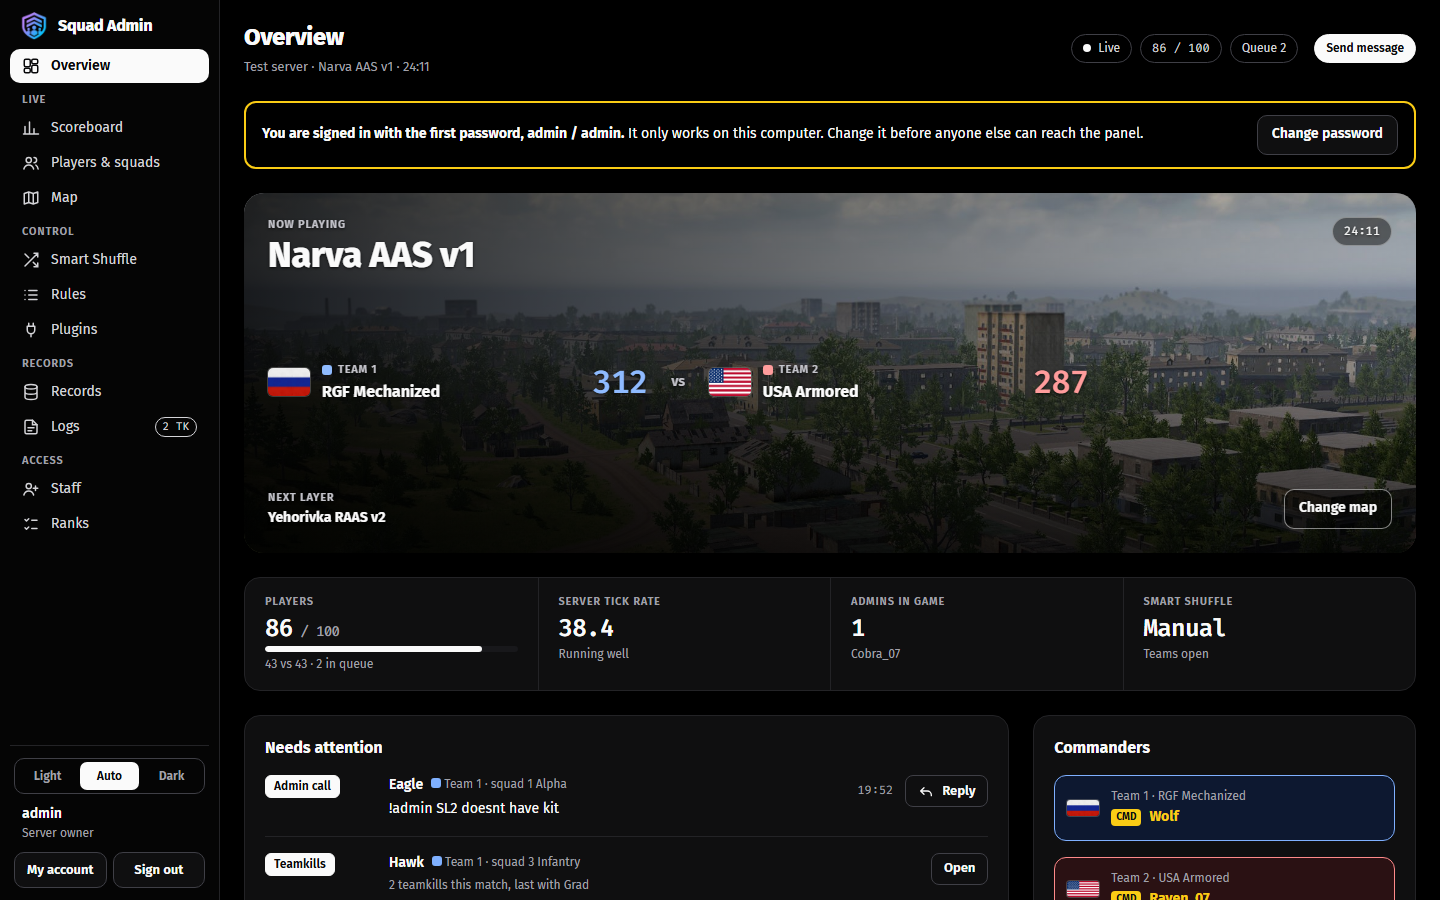 Squad Admin
Overview
LIVE
Scoreboard
Players & squads
Map
CONTROL
Smart Shuffle
Rules
Plugins
RECORDS
Records
Logs
2 TK
ACCESS
Staff
Ranks
Light
Auto
Dark
admin
Server owner
My account
Sign out
Overview
Test server · Narva AAS v1 · 24:11
Live
86 / 100
Queue 2
Send message
You are signed in with the first password, admin / admin. It only works on this computer. Change it before anyone else can reach the panel.
Change password
NOW PLAYING
Narva AAS v1
24:11
TEAM 1
RGF Mechanized
312
VS
TEAM 2
USA Armored
287
NEXT LAYER
Yehorivka RAAS v2
Change map
PLAYERS
86 / 100
43 vs 43 · 2 in queue
SERVER TICK RATE
38.4
Running well
ADMINS IN GAME
1
Cobra_07
SMART SHUFFLE
Manual
Teams open
Needs attention
Admin call
Eagle
Team 1 · squad 1 Alpha
!admin SL2 doesnt have kit
19:52
Reply
Teamkills
Hawk
Team 1 · squad 3 Infantry
2 teamkills this match, last with Grad
Open
Commanders
Team 1 · RGF Mechanized
CMD
Wolf
Team 2 · USA Armored
CMD
Raven_07